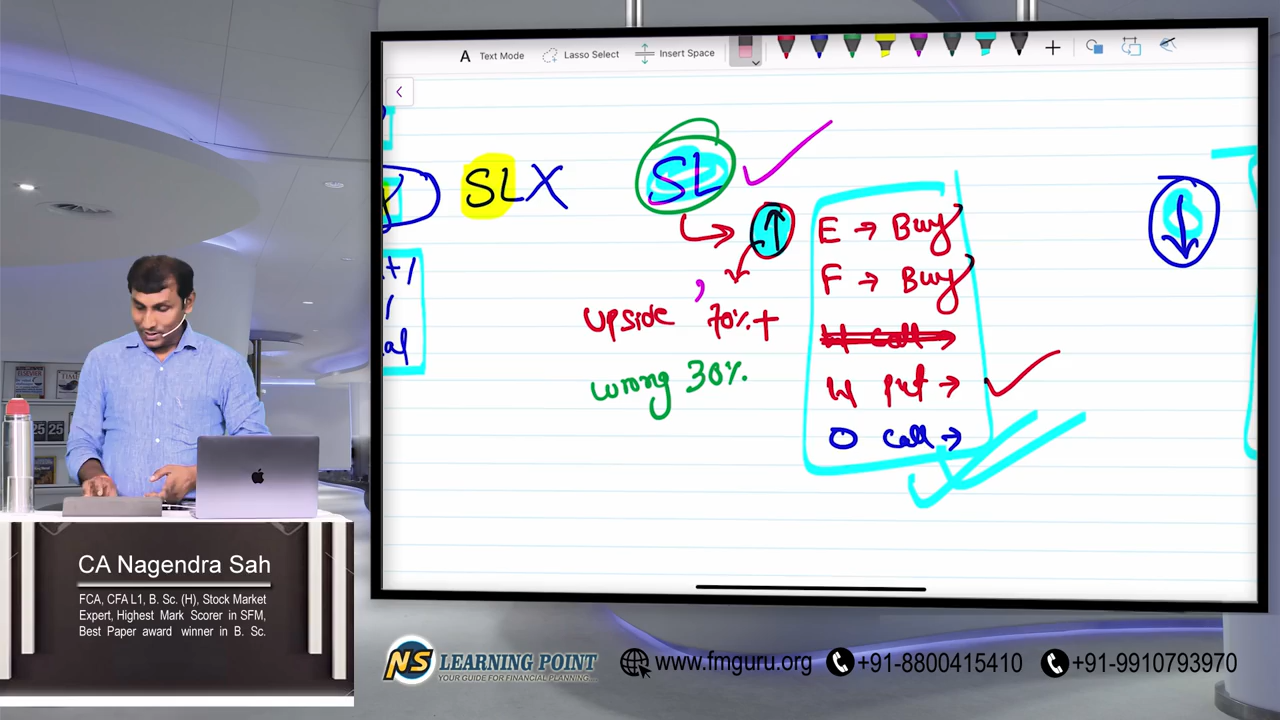 Text Mode
Lasso Select
Insert Space
SLX
SL
E → Buy
F → Buy
upside, 70%+
wrong 30%
W put →
O call →
25 25
CA Nagendra Sah
FCA, CFA L1, B. Sc. (H), Stock Market
Expert, Highest Mark Scorer in SFM,
Best Paper award winner in B. Sc.
NS LEARNING POINT
YOUR GUIDE FOR FINANCIAL PLANNING....
www.fmguru.org
+91-8800415410
+91-9910793970